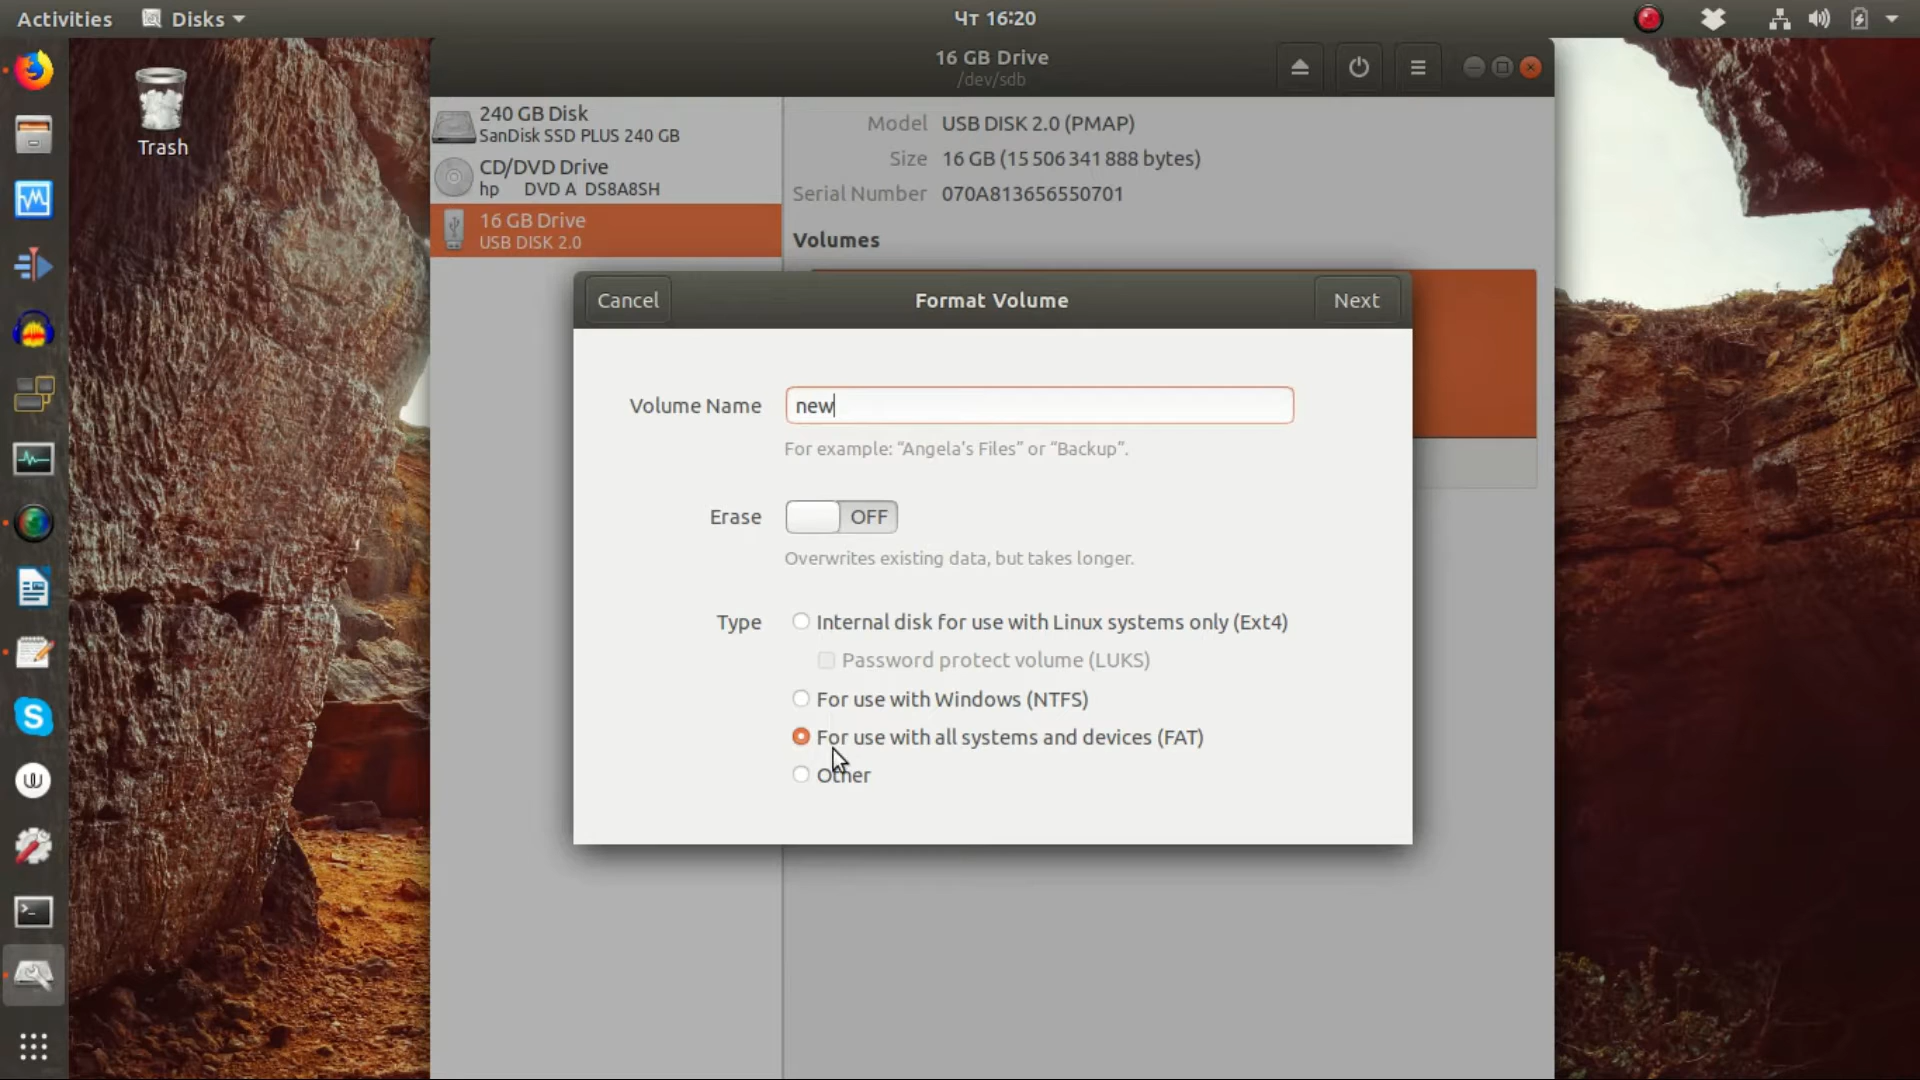 Activities
Disks
Чт 16:20
16 GB Drive
/dev/sdb
Trash
240 GB Disk
SanDisk SSD PLUS 240 GB
CD/DVD Drive
hp DVD A DS8A8SH
16 GB Drive
USB DISK 2.0
Model USB DISK 2.0 (PMAP)
Size 16 GB (15 506 341 888 bytes)
Serial Number 070A813656550701
Volumes
Cancel
Format Volume
Next
Volume Name new
For example: “Angela’s Files” or “Backup”.
Erase OFF
Overwrites existing data, but takes longer.
Type Internal disk for use with Linux systems only (Ext4)
Password protect volume (LUKS)
For use with Windows (NTFS)
For use with all systems and devices (FAT)
Other